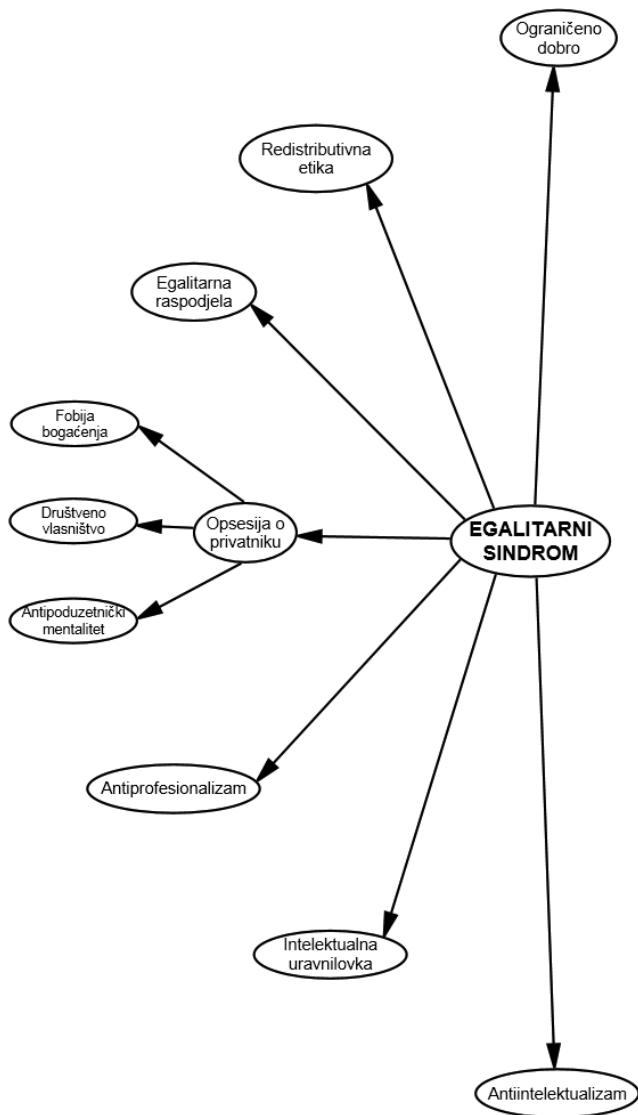 Ograničeno
dobro
Redistributivna
etika
Egalitarna
raspodjela
Fobija
bogaćenja
Društveno
vlasništvo
Opsesija o
privatniku
EGALITARNI
SINDROM
Antipoduzetnički
mentalitet
Antiprofesionalizam
Intelektualna
uravnilovka
Antiintelektualizam